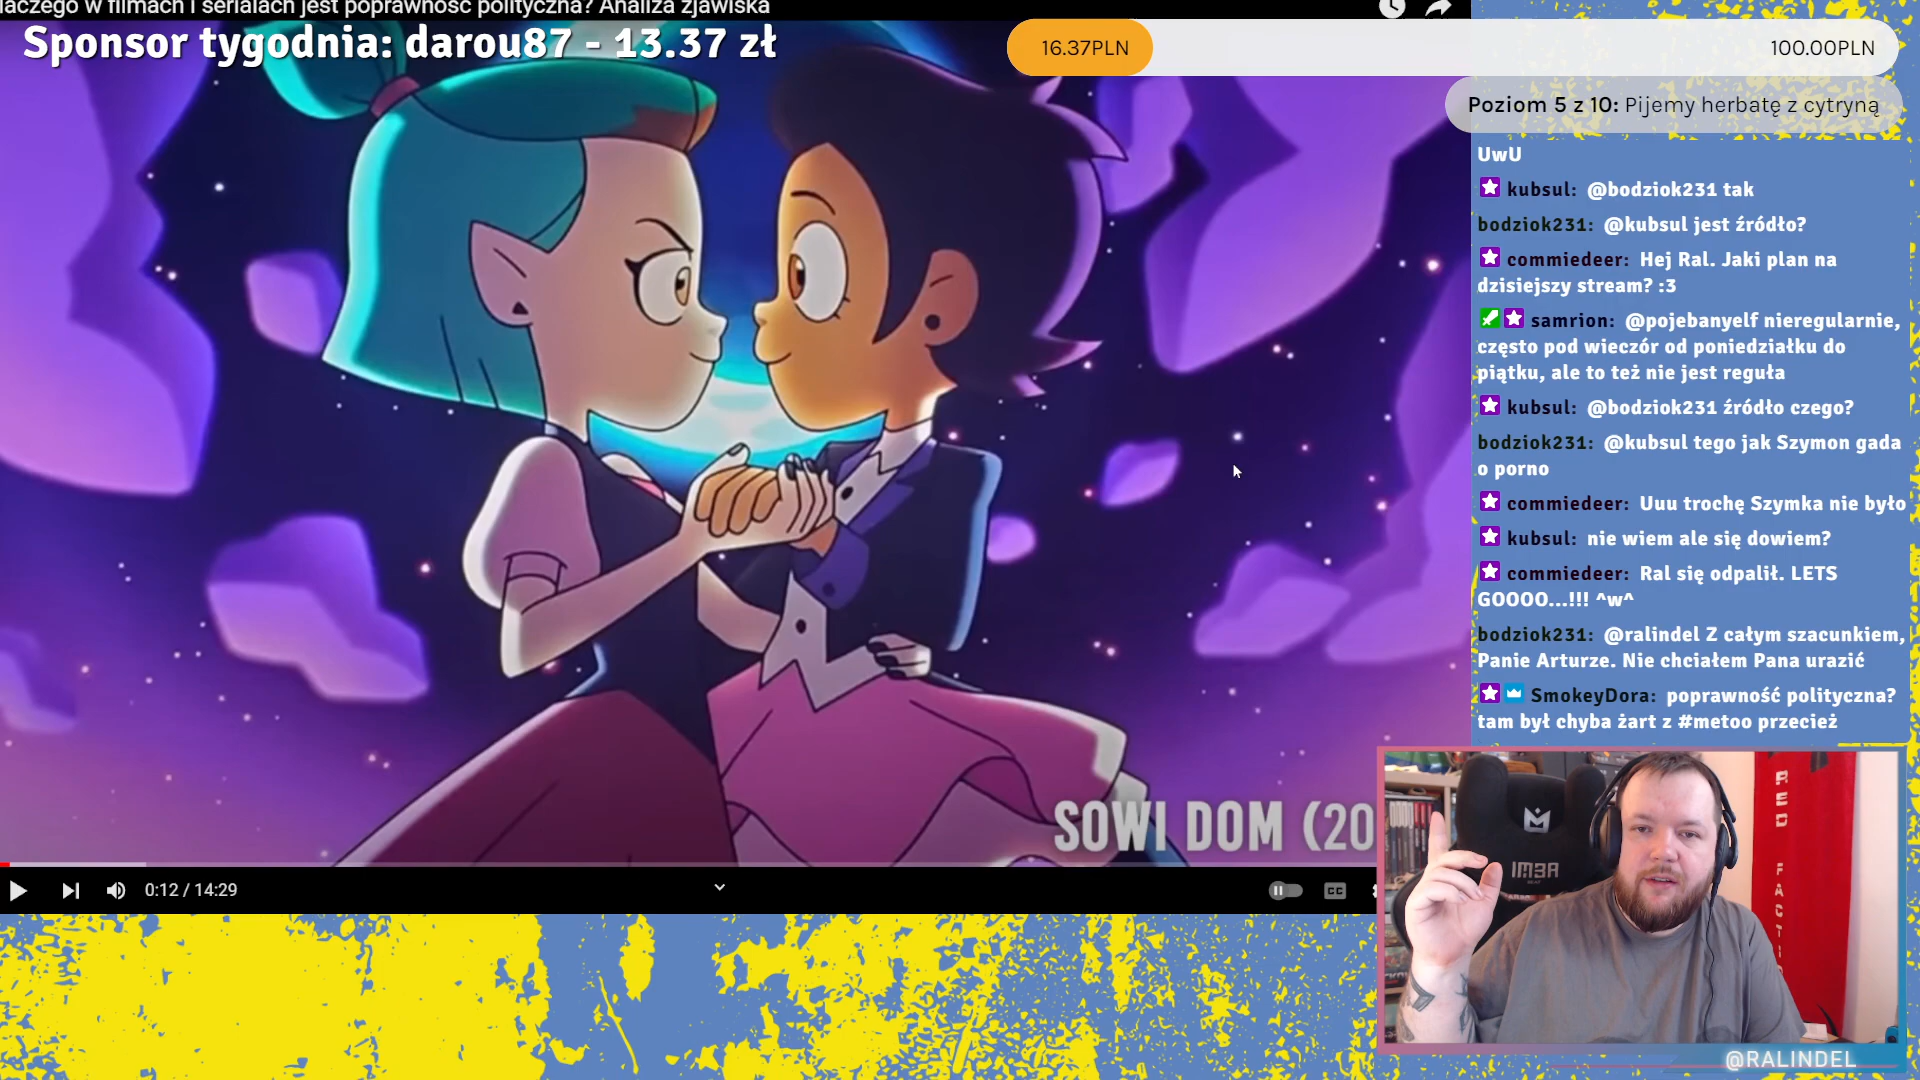 laczego w filmach i serialach jest poprawność polityczna? Analiza zjawiska
Sponsor tygodnia: darou87 - 13.37 zł
16.37PLN
100.00PLN
Poziom 5 z 10: Pijemy herbatę z cytryną
UwU
kubsul: @bodziok231 tak
bodziok231: @kubsul jest źródło?
commiedeer: Hej Ral. Jaki plan na
dzisiejszy stream? :3
samrion: @pojebanyelf nieregularnie,
często pod wieczór od poniedziałku do
piątku, ale to też nie jest reguła
kubsul: @bodziok231 źródło czego?
bodziok231: @kubsul tego jak Szymon gada
o porno
commiedeer: Uuu trochę Szymka nie było
kubsul: nie wiem ale się dowiem?
commiedeer: Ral się odpalił. LETS
GOOOO...!!! ^w^
bodziok231: @ralindel Z całym szacunkiem,
Panie Arturze. Nie chciałem Pana urazić
SmokeyDora: poprawność polityczna?
tam był chyba żart z #metoo przecież
SOWI DOM (20
0:12 / 14:29
CC
IM3R
RED FACTI
@RALINDEL